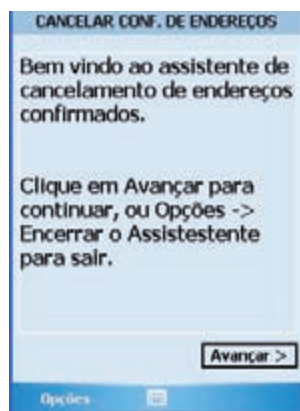 CANCELAR CONF. DE ENDEREÇOS
Bem vindo ao assistente de
cancelamento de endereços
confirmados.
Clique em Avançar para
continuar, ou Opções ->
Encerrar o Assistestente
para sair.
Avançar >
Opções